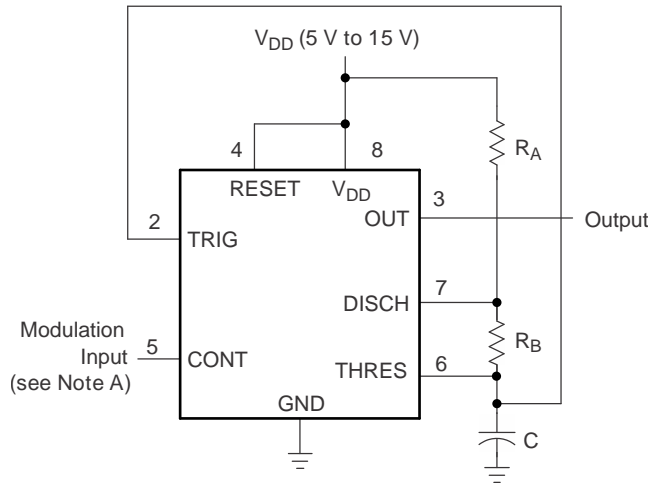 V_DD (5 V to 15 V)
4
8
RESET
V_DD
R_A
3
2
OUT
Output
TRIG
7
DISCH
Modulation
Input
(see Note A)
5
CONT
R_B
6
THRES
GND
C